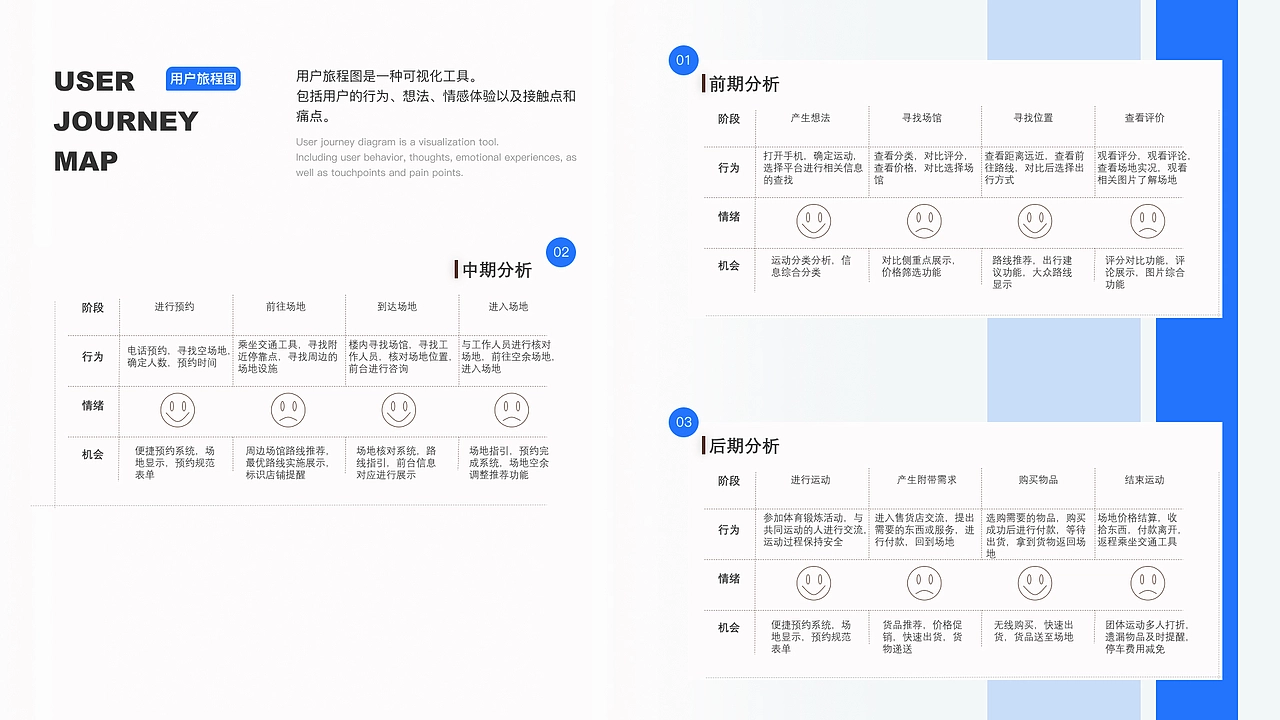 USER
JOURNEY
MAP
用户旅程图
用户旅程图是一种可视化工具。
包括用户的行为、想法、情感体验以及接触点和
痛点。
User journey diagram is a visualization tool.
Including user behavior, thoughts, emotional experiences, as
well as touchpoints and pain points.
01
前期分析
阶段
产生想法
寻找场馆
寻找位置
查看评价
行为
打开手机，确定运动，
选择平台进行相关信息
的查找
查看分类，对比评分，
查看价格，对比选择场
馆
查看距离远近，查看前
往路线，对比后选择出
行方式
观看评分，观看评论，
查看场地实况，观看
相关图片了解场地
情绪
机会
运动分类分析，信
息综合分类
对比侧重点展示，
价格筛选功能
路线推荐，出行建
议功能，大众路线
显示
评分对比功能，评
论展示，图片综合
功能
02
中期分析
阶段
进行预约
前往场地
到达场地
进入场地
行为
电话预约，寻找空场地，
确定人数，预约时间
乘坐交通工具，寻找附
近停靠点，寻找周边的
场地设施
楼内寻找场馆，寻找工
作人员，核对场地位置，
前台进行咨询
与工作人员进行核对
场地，前往空余场地，
进入场地
情绪
机会
便捷预约系统，场
地显示，预约规范
表单
周边场馆路线推荐，
最优路线实施展示，
标识店铺提醒
场地核对系统，路
线指引，前台信息
对应进行展示
场地指引，预约完
成系统，场地空余
调整推荐功能
03
后期分析
阶段
进行运动
产生附带需求
购买物品
结束运动
行为
参加体育锻炼活动，与
共同运动的人进行交流，
运动过程保持安全
进入售货店交流，提出
需要的东西或服务，进
行付款，回到场地
选购需要的物品，购买
成功后进行付款，等待
出货，拿到货物返回场
地
场地价格结算，收
拾东西，付款离开，
返程乘坐交通工具
情绪
机会
便捷预约系统，场
地显示，预约规范
表单
货品推荐，价格促
销，快速出货，货
物递送
无线购买，快速出
货，货品送至场地
团体运动多人打折，
遗漏物品及时提醒，
停车费用减免